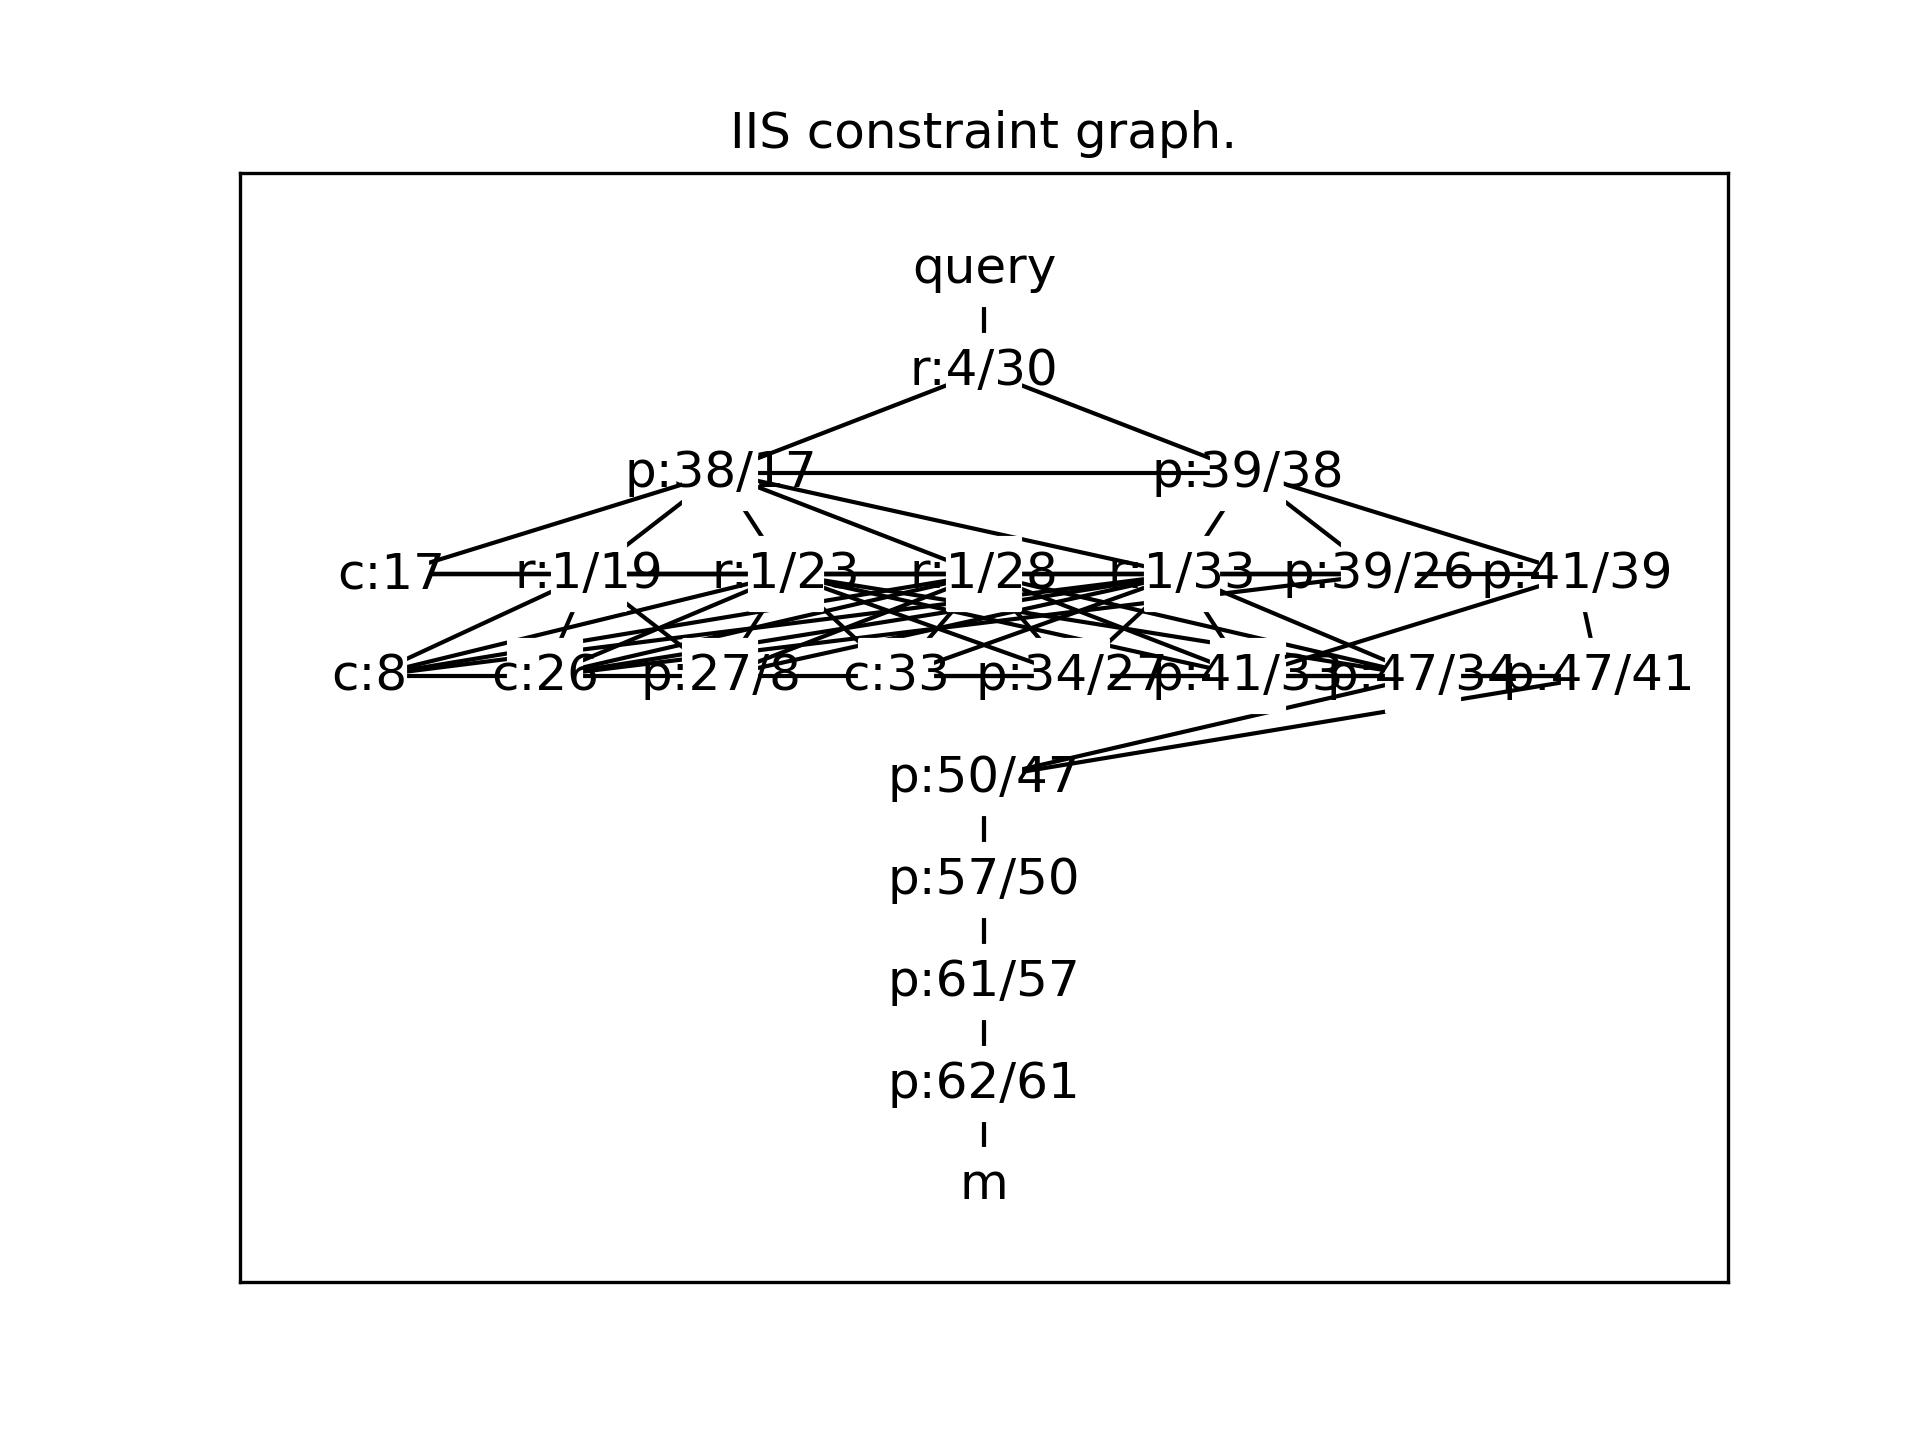 IIS constraint graph.
query
r:4/30
p:38/17 p:39/38
c:17 r:1/19 r:1/23 r:1/28 r:1/33 p:39/26 p:41/39
c:8 c:26 p:27/8 c:33 p:34/27 p:41/33 p:47/34 p:47/41
p:50/47
p:57/50
p:61/57
p:62/61
m